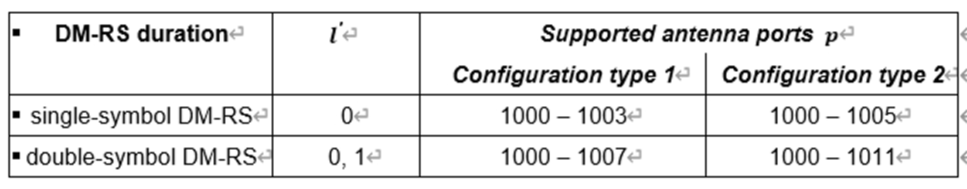 ▪ DM-RS duration↵ l'↵ Supported antenna ports p↵
Configuration type 1↵ Configuration type 2↵
▪ single-symbol DM-RS↵ 0↵ 1000 – 1003↵ 1000 – 1005↵
▪ double-symbol DM-RS↵ 0, 1↵ 1000 – 1007↵ 1000 – 1011↵